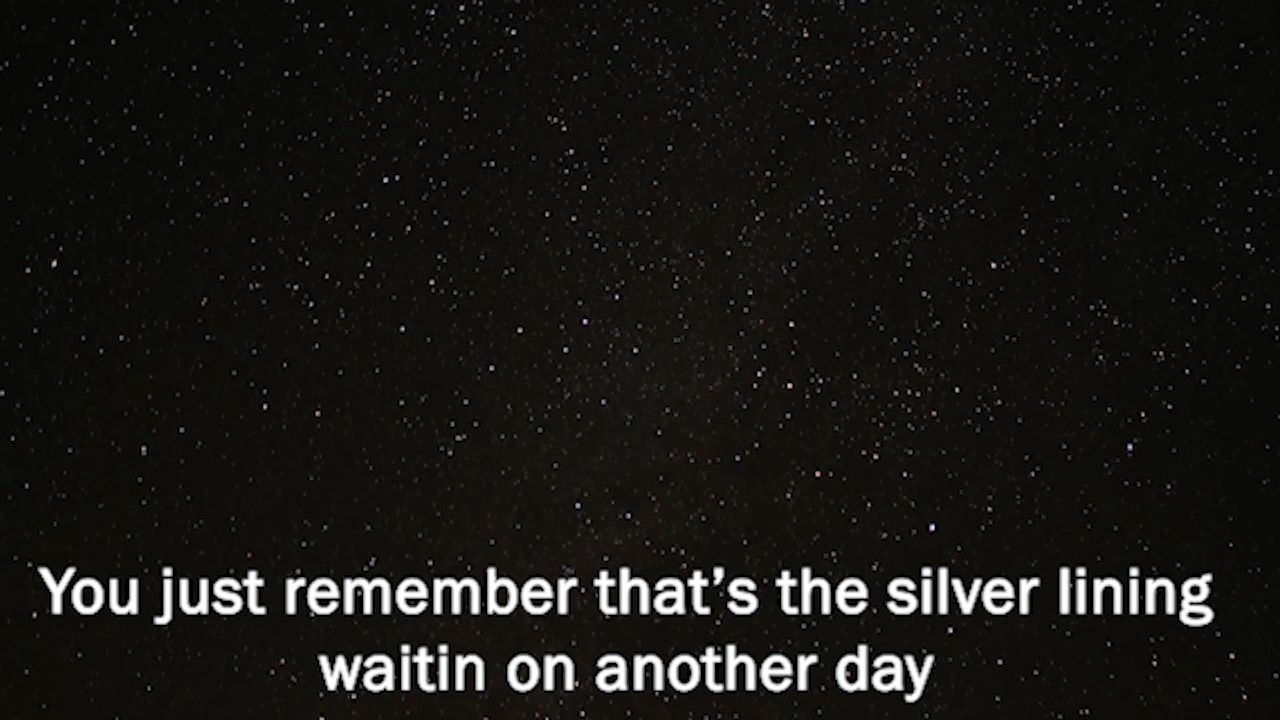 You just remember that’s the silver lining
waitin on another day